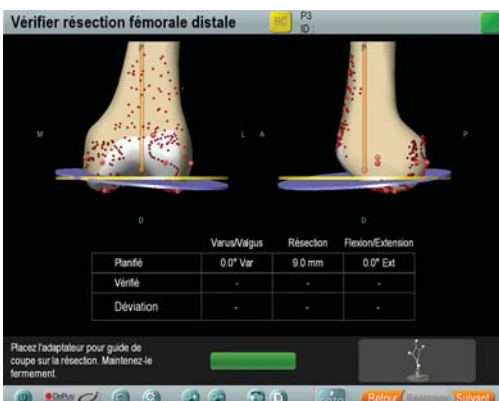 Vérifier résection fémorale distale
RC
P3
ID :
M
L
A
P
D
D
Varus/Valgus Résection Flexion/Extension
Planifié 0.0° Var 9.0 mm 0.0° Ext
Vérifié - - -
Déviation - - -
Placez l'adaptateur pour guide de
coupe sur la résection. Maintenez-le
fermement.
DePuy
Retour
Suivant